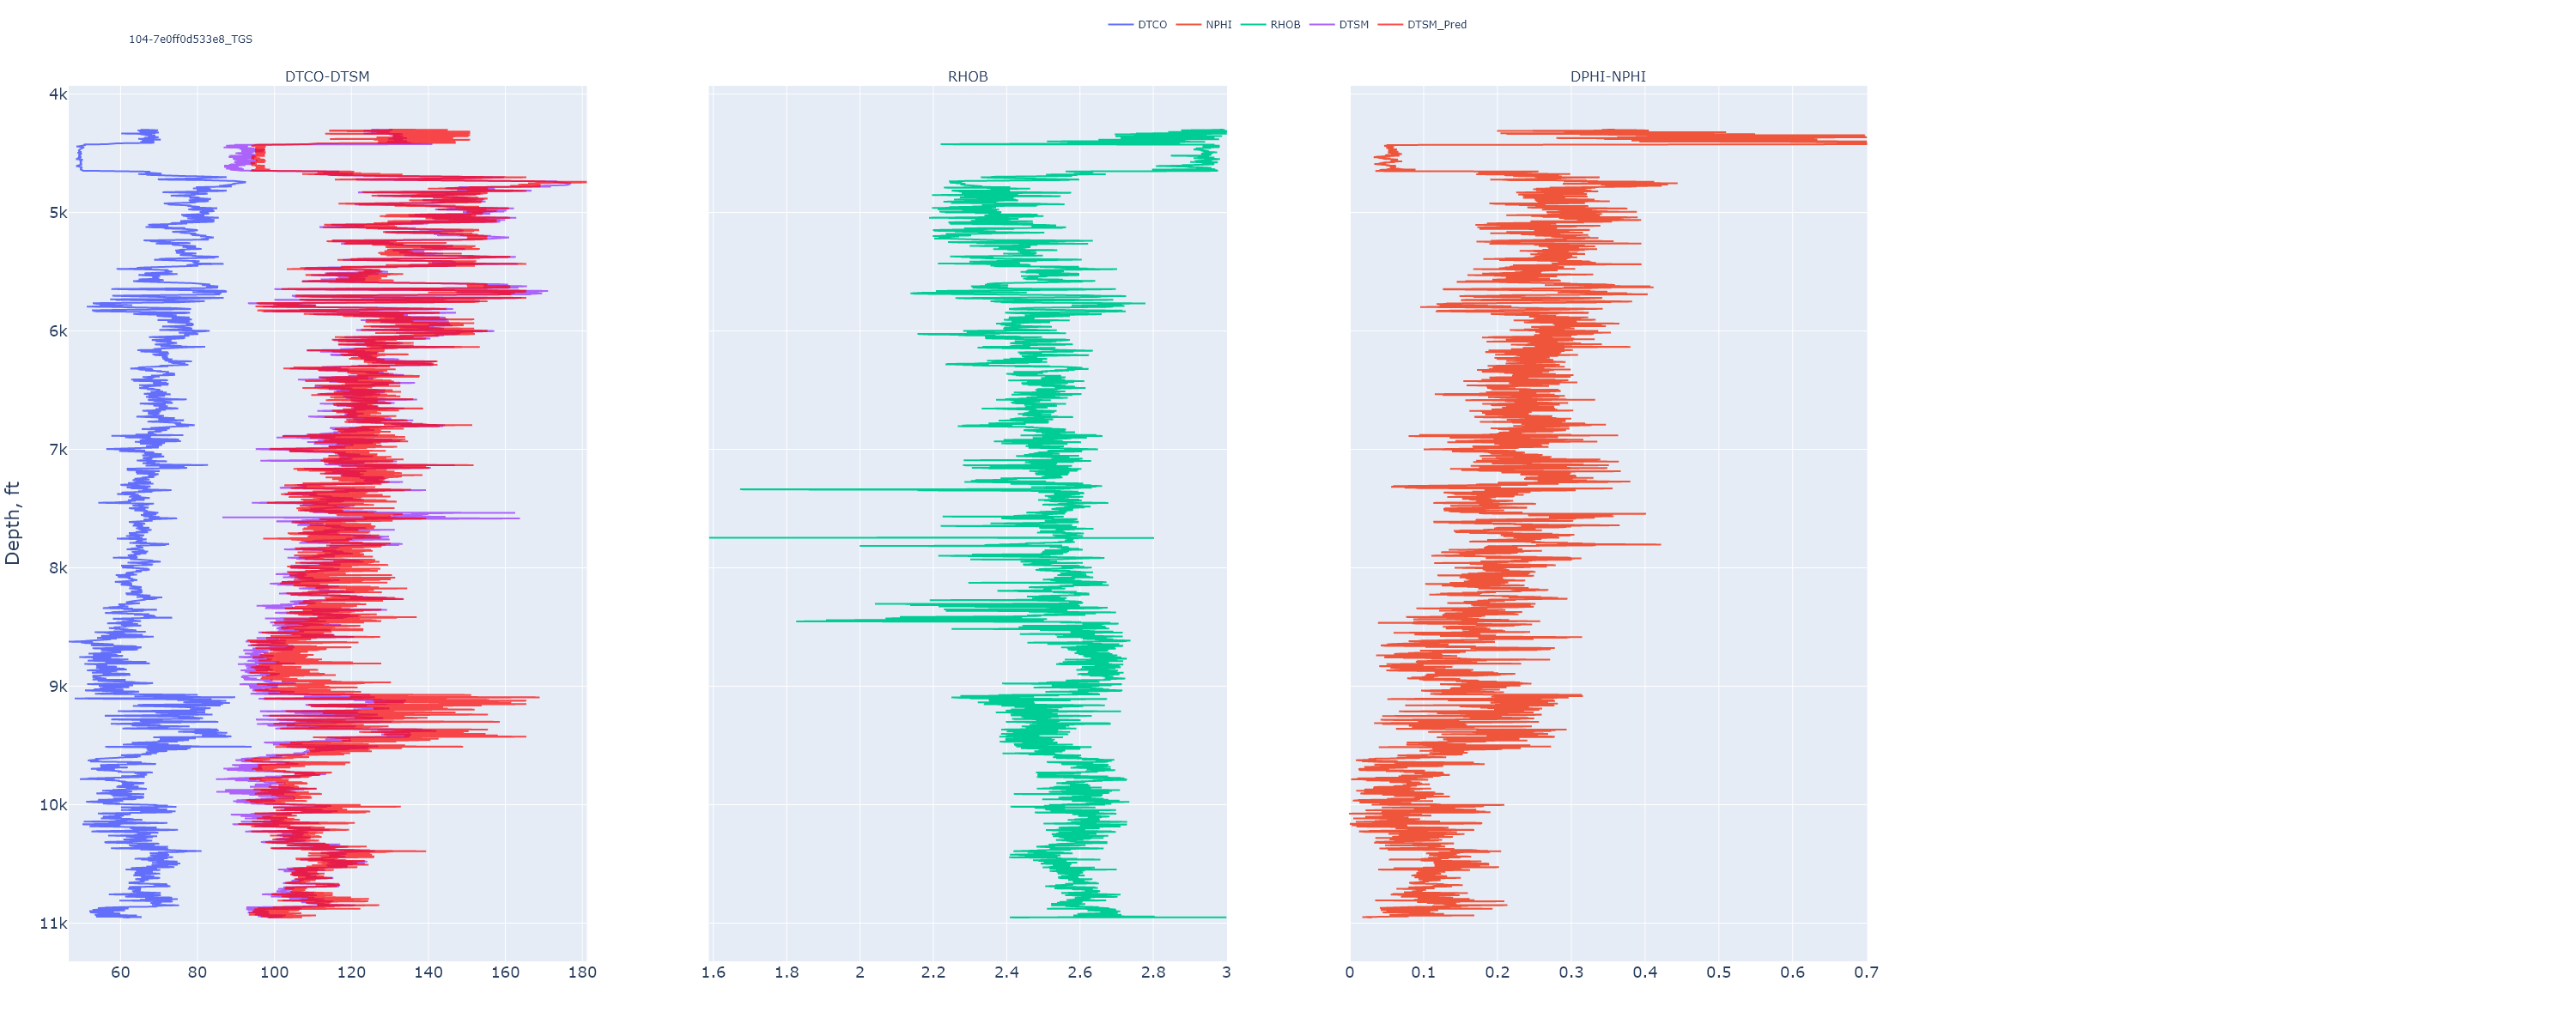 DTCO NPHI RHOB DTSM DTSM_Pred
104-7e0ff0d533e8_TGS
DTCO-DTSM RHOB DPHI-NPHI
4k
5k
6k
7k
8k
9k
10k
11k
Depth, ft
60 80 100 120 140 160 180
1.6 1.8 2 2.2 2.4 2.6 2.8 3
0 0.1 0.2 0.3 0.4 0.5 0.6 0.7